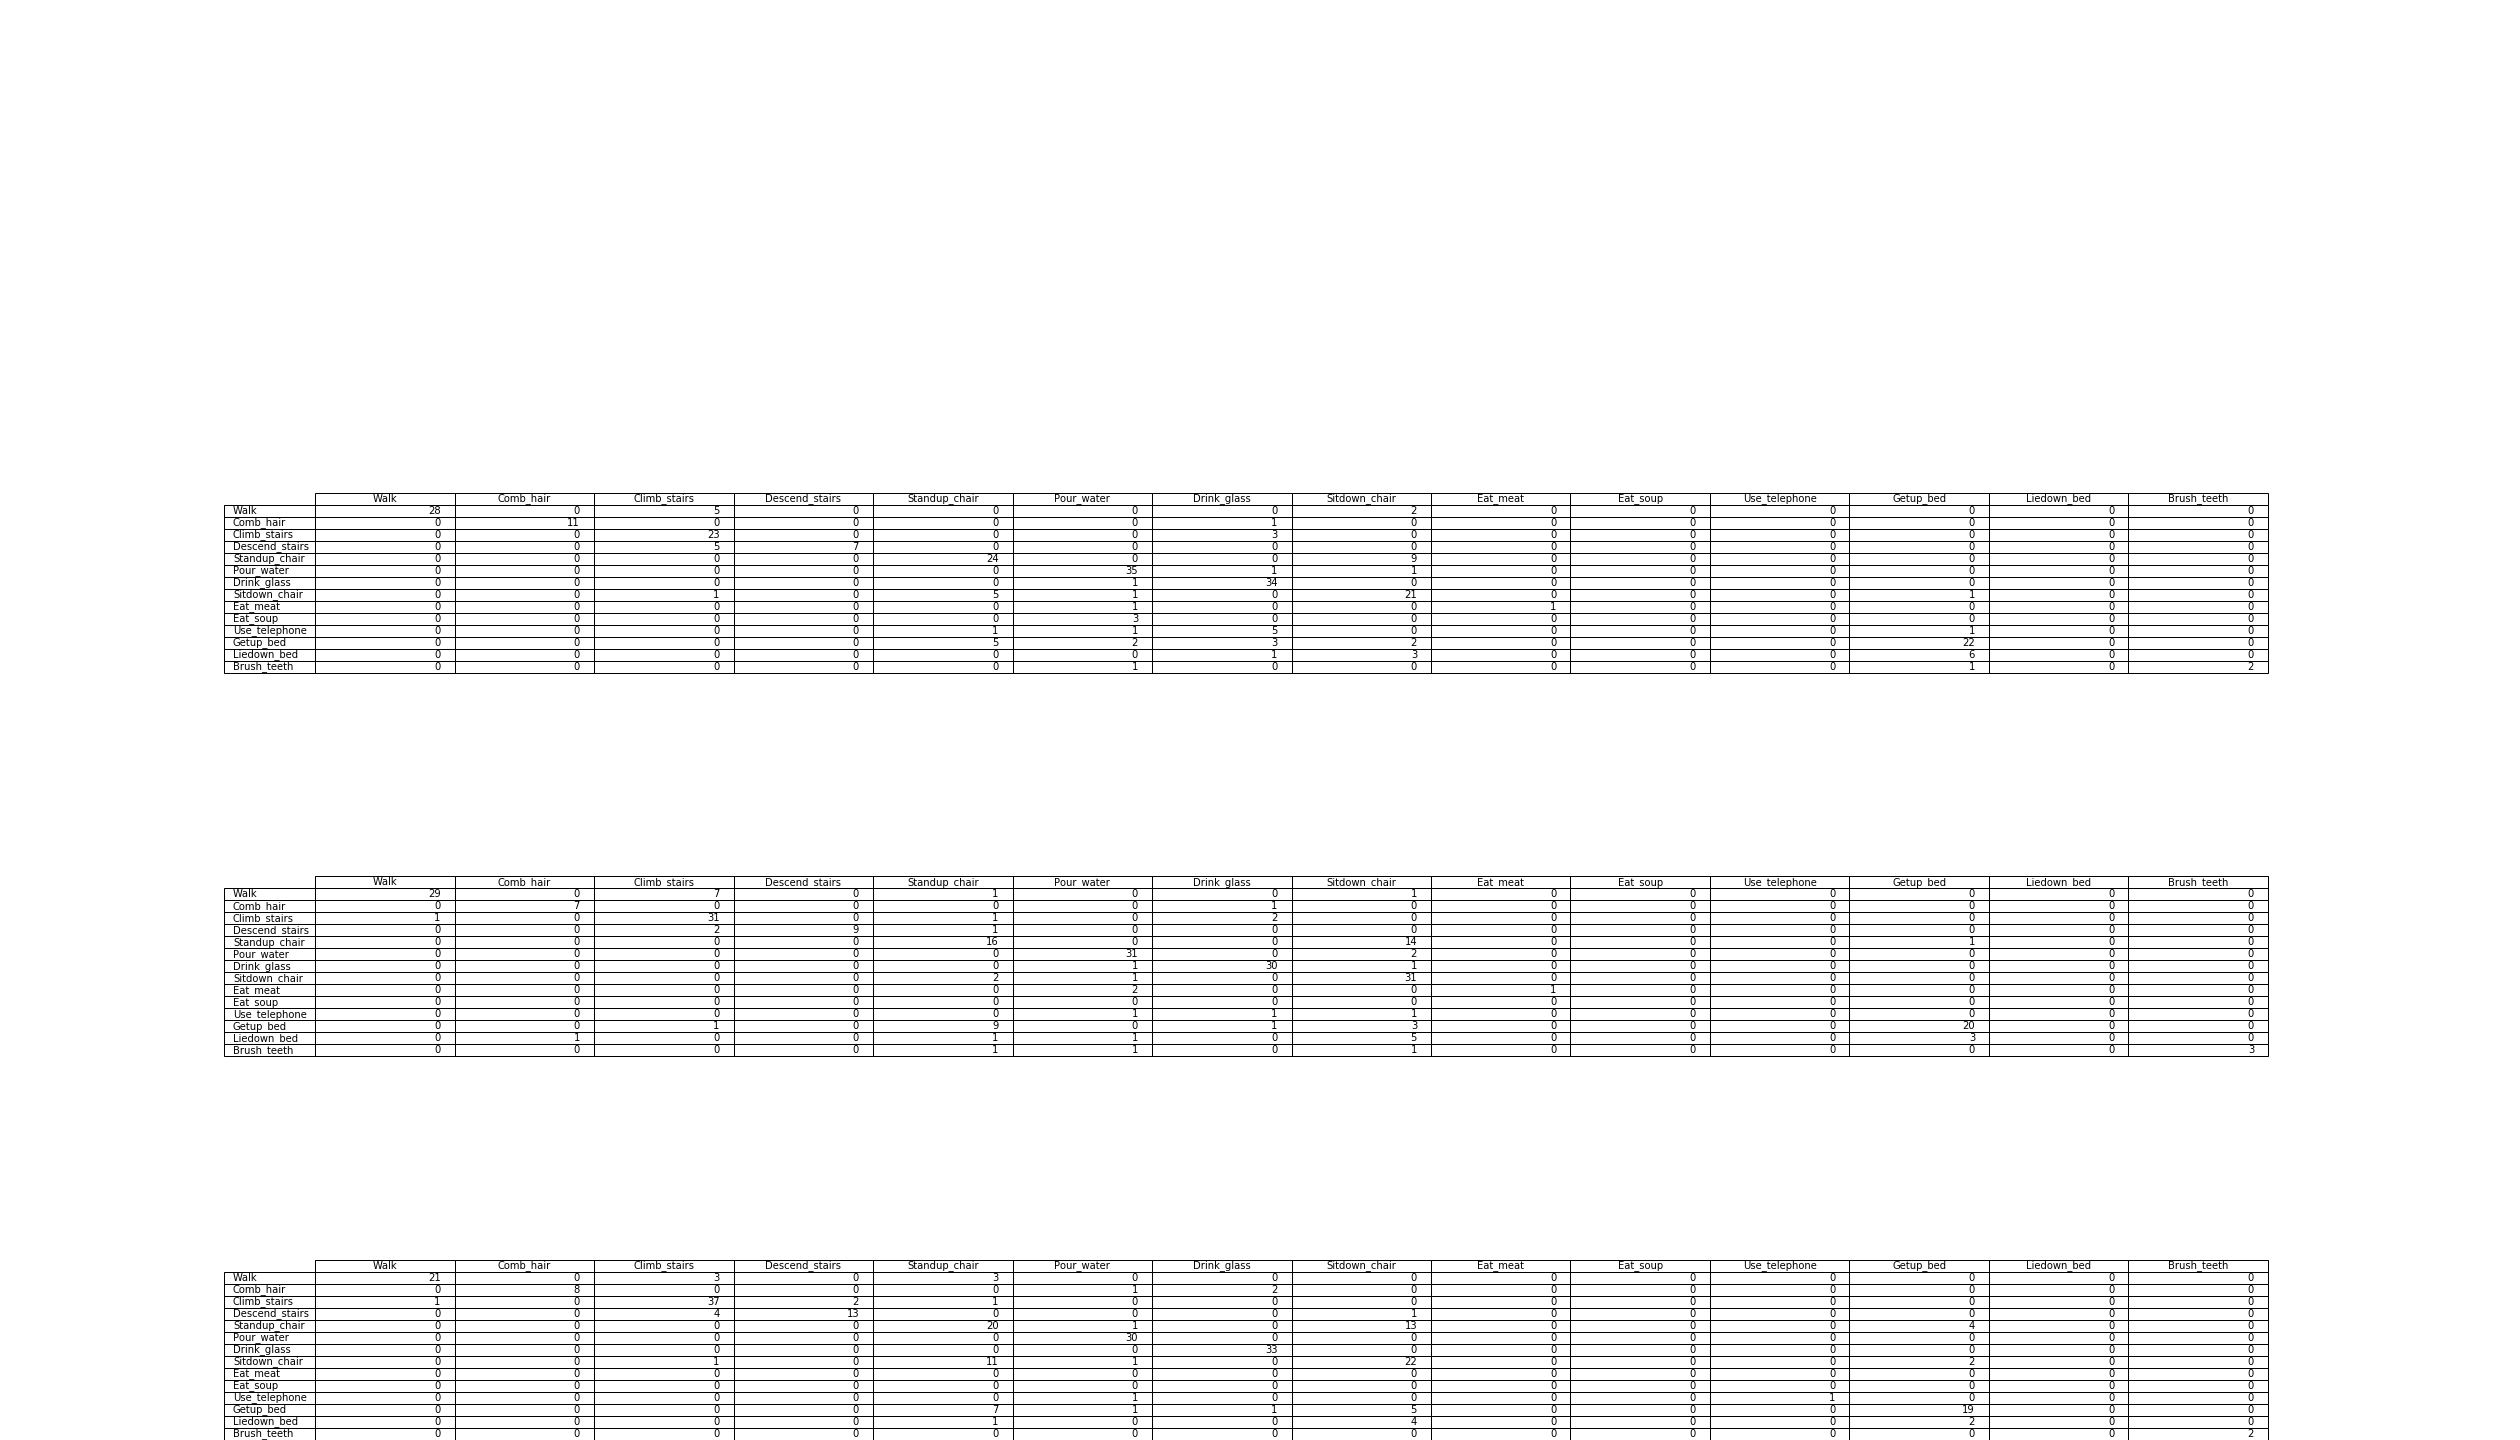 Walk Comb_hair Climb_stairs Descend_stairs Standup_chair Pour_water Drink_glass Sitdown_chair Eat_meat Eat_soup Use_telephone Getup_bed Liedown_bed Brush_teeth
Walk 28 0 5 0 0 0 0 2 0 0 0 0 0 0
Comb_hair 0 11 0 0 0 0 1 0 0 0 0 0 0 0
Climb_stairs 0 0 23 0 0 0 3 0 0 0 0 0 0 0
Descend_stairs 0 0 5 7 0 0 0 0 0 0 0 0 0 0
Standup_chair 0 0 0 0 24 0 0 9 0 0 0 0 0 0
Pour_water 0 0 0 0 0 35 1 1 0 0 0 0 0 0
Drink_glass 0 0 0 0 0 1 34 0 0 0 0 0 0 0
Sitdown_chair 0 0 1 0 5 1 0 21 0 0 0 1 0 0
Eat_meat 0 0 0 0 0 1 0 0 1 0 0 0 0 0
Eat_soup 0 0 0 0 0 3 0 0 0 0 0 0 0 0
Use_telephone 0 0 0 0 1 1 5 0 0 0 0 1 0 0
Getup_bed 0 0 0 0 5 2 3 2 0 0 0 22 0 0
Liedown_bed 0 0 0 0 0 0 1 3 0 0 0 6 0 0
Brush_teeth 0 0 0 0 0 1 0 0 0 0 0 1 0 2
Walk Comb_hair Climb_stairs Descend_stairs Standup_chair Pour_water Drink_glass Sitdown_chair Eat_meat Eat_soup Use_telephone Getup_bed Liedown_bed Brush_teeth
Walk 29 0 7 0 1 0 0 1 0 0 0 0 0 0
Comb_hair 0 7 0 0 0 0 1 0 0 0 0 0 0 0
Climb_stairs 1 0 31 0 1 0 2 0 0 0 0 0 0 0
Descend_stairs 0 0 2 9 1 0 0 0 0 0 0 0 0 0
Standup_chair 0 0 0 0 16 0 0 14 0 0 0 1 0 0
Pour_water 0 0 0 0 0 31 0 2 0 0 0 0 0 0
Drink_glass 0 0 0 0 0 1 30 1 0 0 0 0 0 0
Sitdown_chair 0 0 0 0 2 1 0 31 0 0 0 0 0 0
Eat_meat 0 0 0 0 0 2 0 0 1 0 0 0 0 0
Eat_soup 0 0 0 0 0 0 0 0 0 0 0 0 0 0
Use_telephone 0 0 0 0 0 1 1 1 0 0 0 0 0 0
Getup_bed 0 0 1 0 9 0 1 3 0 0 0 20 0 0
Liedown_bed 0 1 0 0 1 1 0 5 0 0 0 3 0 0
Brush_teeth 0 0 0 0 1 1 0 1 0 0 0 0 0 3
Walk Comb_hair Climb_stairs Descend_stairs Standup_chair Pour_water Drink_glass Sitdown_chair Eat_meat Eat_soup Use_telephone Getup_bed Liedown_bed Brush_teeth
Walk 21 0 3 0 3 0 0 0 0 0 0 0 0 0
Comb_hair 0 8 0 0 0 1 2 0 0 0 0 0 0 0
Climb_stairs 1 0 37 2 1 0 0 0 0 0 0 0 0 0
Descend_stairs 0 0 4 13 0 0 0 1 0 0 0 0 0 0
Standup_chair 0 0 0 0 20 1 0 13 0 0 0 4 0 0
Pour_water 0 0 0 0 0 30 0 0 0 0 0 0 0 0
Drink_glass 0 0 0 0 0 0 33 0 0 0 0 0 0 0
Sitdown_chair 0 0 1 0 11 1 0 22 0 0 0 2 0 0
Eat_meat 0 0 0 0 0 0 0 0 0 0 0 0 0 0
Eat_soup 0 0 0 0 0 0 0 0 0 0 0 0 0 0
Use_telephone 0 0 0 0 0 1 0 0 0 0 1 0 0 0
Getup_bed 0 0 0 0 7 1 1 5 0 0 0 19 0 0
Liedown_bed 0 0 0 0 1 0 0 4 0 0 0 2 0 0
Brush_teeth 0 0 0 0 0 0 0 0 0 0 0 0 0 2